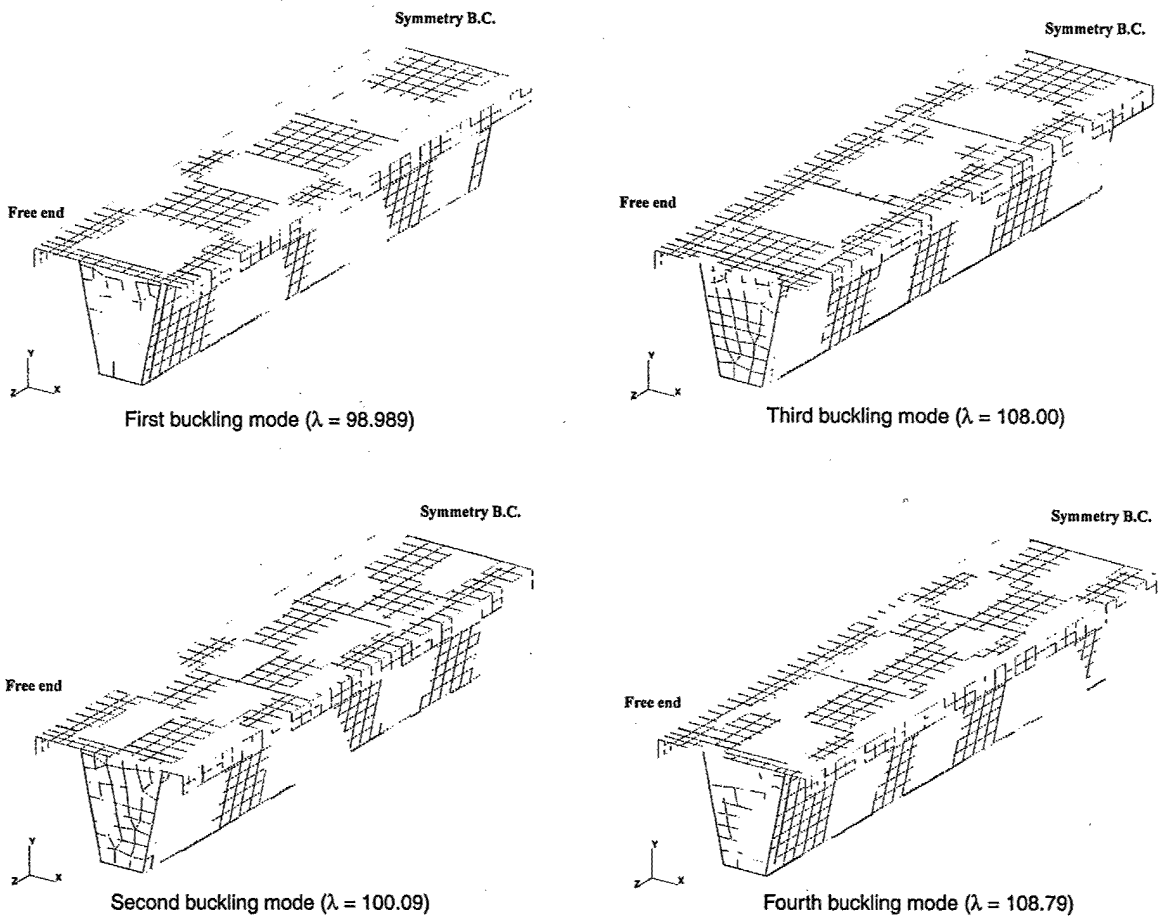 Symmetry B.C.
Free end
Y
Z
X
First buckling mode (λ = 98.989)
Symmetry B.C.
Free end
Y
Z
X
Third buckling mode (λ = 108.00)
Symmetry B.C.
Free end
Y
Z
X
Second buckling mode (λ = 100.09)
Symmetry B.C.
Free end
Y
Z
X
Fourth buckling mode (λ = 108.79)